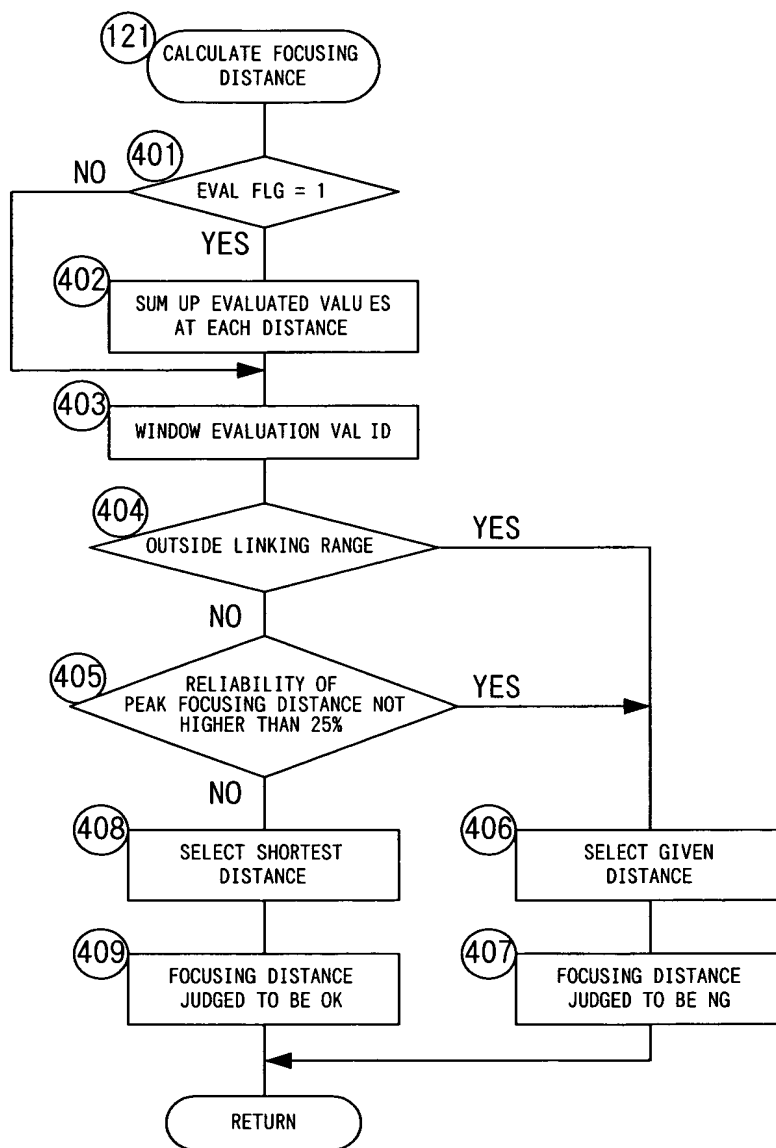 121
CALCULATE FOCUSING
DISTANCE
401
NO
EVAL FLG = 1
YES
402
SUM UP EVALUATED VALU ES
AT EACH DISTANCE
403
WINDOW EVALUATION VAL ID
404
OUTSIDE LINKING RANGE
YES
NO
405
RELIABILITY OF
PEAK FOCUSING DISTANCE NOT
HIGHER THAN 25%
YES
NO
408
SELECT SHORTEST
DISTANCE
406
SELECT GIVEN
DISTANCE
409
FOCUSING DISTANCE
JUDGED TO BE OK
407
FOCUSING DISTANCE
JUDGED TO BE NG
RETURN